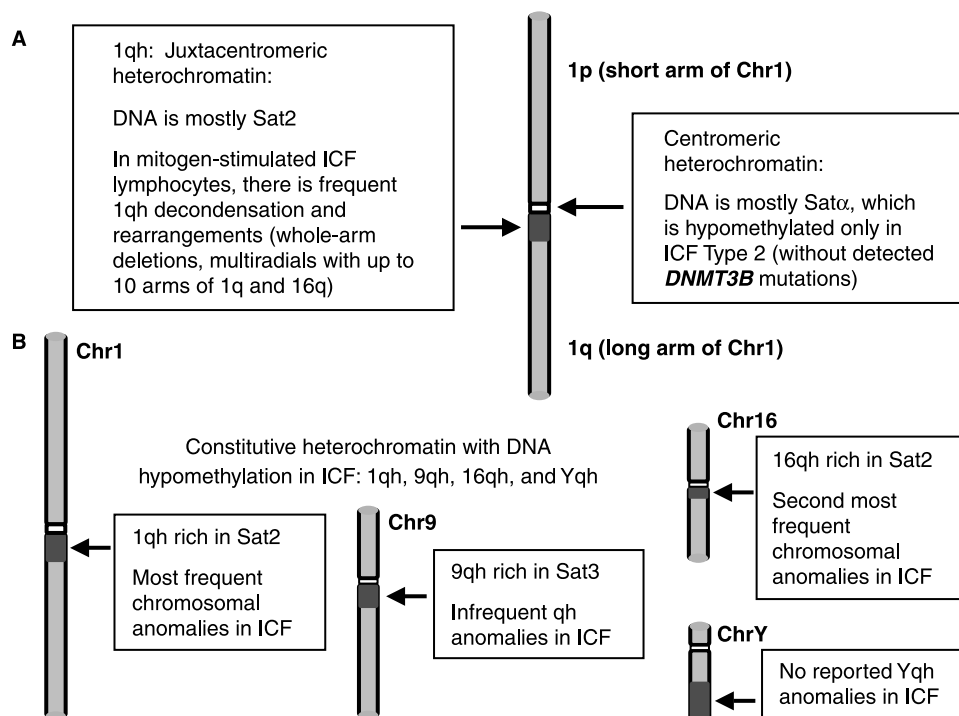 A
1qh: Juxtacentromeric
heterochromatin:
DNA is mostly Sat2
In mitogen-stimulated ICF
lymphocytes, there is frequent
1qh decondensation and
rearrangements (whole-arm
deletions, multiradials with up to
10 arms of 1q and 16q)
1p (short arm of Chr1)
Centromeric
heterochromatin:
DNA is mostly Satα, which
is hypomethylated only in
ICF Type 2 (without detected
DNMT3B mutations)
1q (long arm of Chr1)
B
Chr1
Constitutive heterochromatin with DNA
hypomethylation in ICF: 1qh, 9qh, 16qh, and Yqh
1qh rich in Sat2
Most frequent
chromosomal
anomalies in ICF
Chr9
9qh rich in Sat3
Infrequent qh
anomalies in ICF
Chr16
16qh rich in Sat2
Second most
frequent
chromosomal
anomalies in ICF
ChrY
No reported Yqh
anomalies in ICF